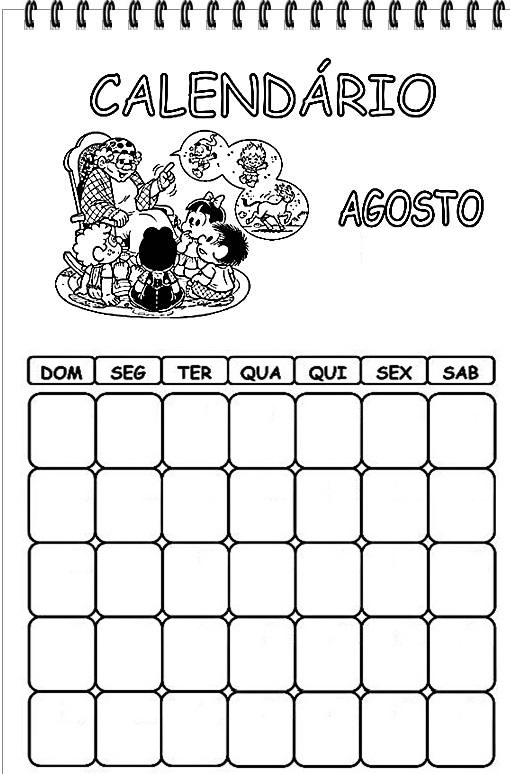 CALENDÁRIO
AGOSTO
DOM SEG TER QUA QUI SEX SAB